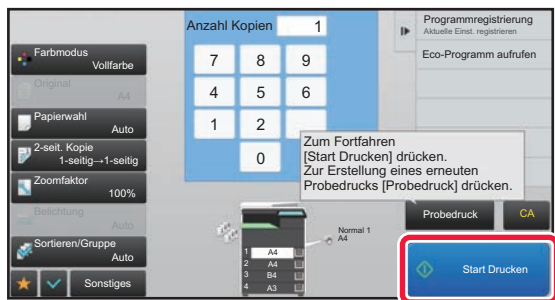 Anzahl Kopien 1
Programmregistrierung
Aktuelle Einst. registrieren
Eco-Programm aufrufen
Farbmodus
Vollfarbe
Original
A4
Papierwahl
Auto
2-seit. Kopie
1-seitig→1-seitig
Zoomfaktor
100%
Belichtung
Auto
Sortieren/Gruppe
Auto
Sonstiges
7 8 9
4 5 6
1 2
0
Zum Fortfahren
[Start Drucken] drücken.
Zur Erstellung eines erneuten
Probedrucks [Probedruck] drücken.
Normal 1
A4
1 A4
2 A4
3 B4
4 A3
Probedruck
CA
Start Drucken